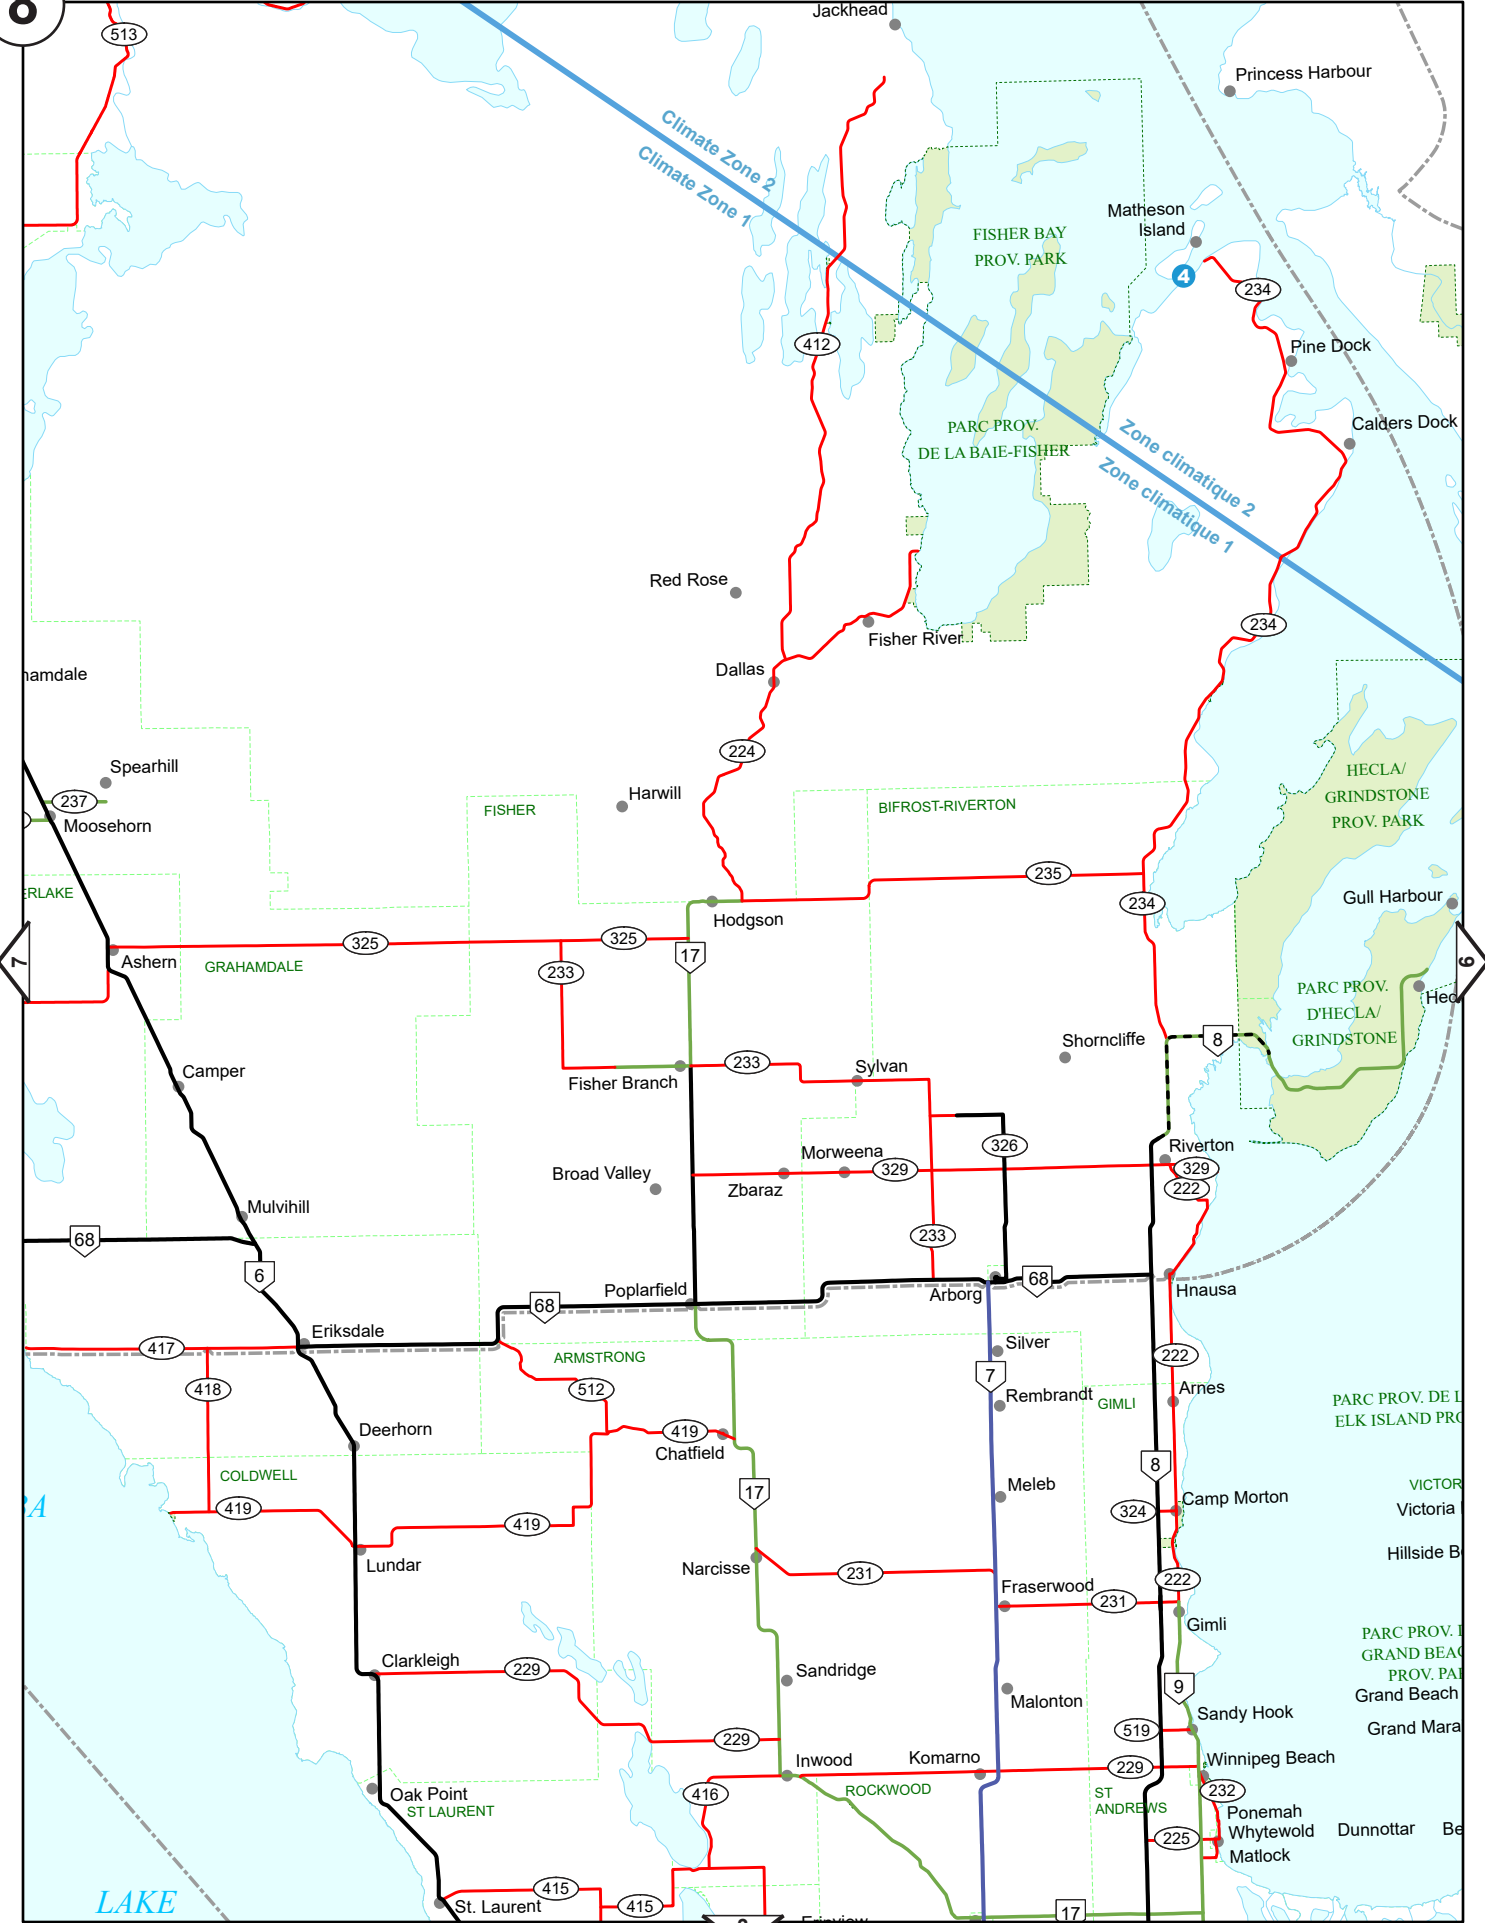 8
513
Jackhead
Princess Harbour
Climate Zone 2
Climate Zone 1
Matheson
Island
FISHER BAY
PROV. PARK
4
234
412
Pine Dock
PARC PROV.
DE LA BAIE-FISHER
Calders Dock
Zone climatique 2
Zone climatique 1
Red Rose
Fisher River
234
Dallas
hamdale
224
Spearhill
237
Moosehorn
Harwill
FISHER
BIFROST-RIVERTON
HECLA/
GRINDSTONE
PROV. PARK
ERLAKE
235
Gull Harbour
234
Hodgson
325
325
17
7
Ashern
GRAHAMDALE
233
6
PARC PROV.
D'HECLA/
GRINDSTONE
Hec
8
Shorncliffe
Camper
Fisher Branch
233
Sylvan
326
Riverton
Morweena
329
329
222
Broad Valley
Zbaraz
Mulvihill
68
233
6
68
Poplarfield
Arborg
68
Hnausa
417
Eriksdale
Silver
ARMSTRONG
222
418
512
7
Rembrandt
GIMLI
Arnes
PARC PROV. DE L
ELK ISLAND PRO
Deerhorn
419
Chatfield
8
COLDWELL
17
Meleb
VICTOR
BA
419
419
324
Camp Morton
Victoria
Lundar
Narcisse
231
Hillside B
222
Fraserwood
231
Gimli
PARC PROV.
GRAND BEAC
PROV. PA
Clarkleigh
229
Sandridge
Malonton
9
Grand Beach
Sandy Hook
519
Grand Mara
229
Inwood
Komarno
229
Winnipeg Beach
Oak Point
ST LAURENT
416
ROCKWOOD
ST
ANDREWS
232
Ponemah
Whytewold
Dunnottar
Be
225
Matlock
LAKE
415
St. Laurent
415
17